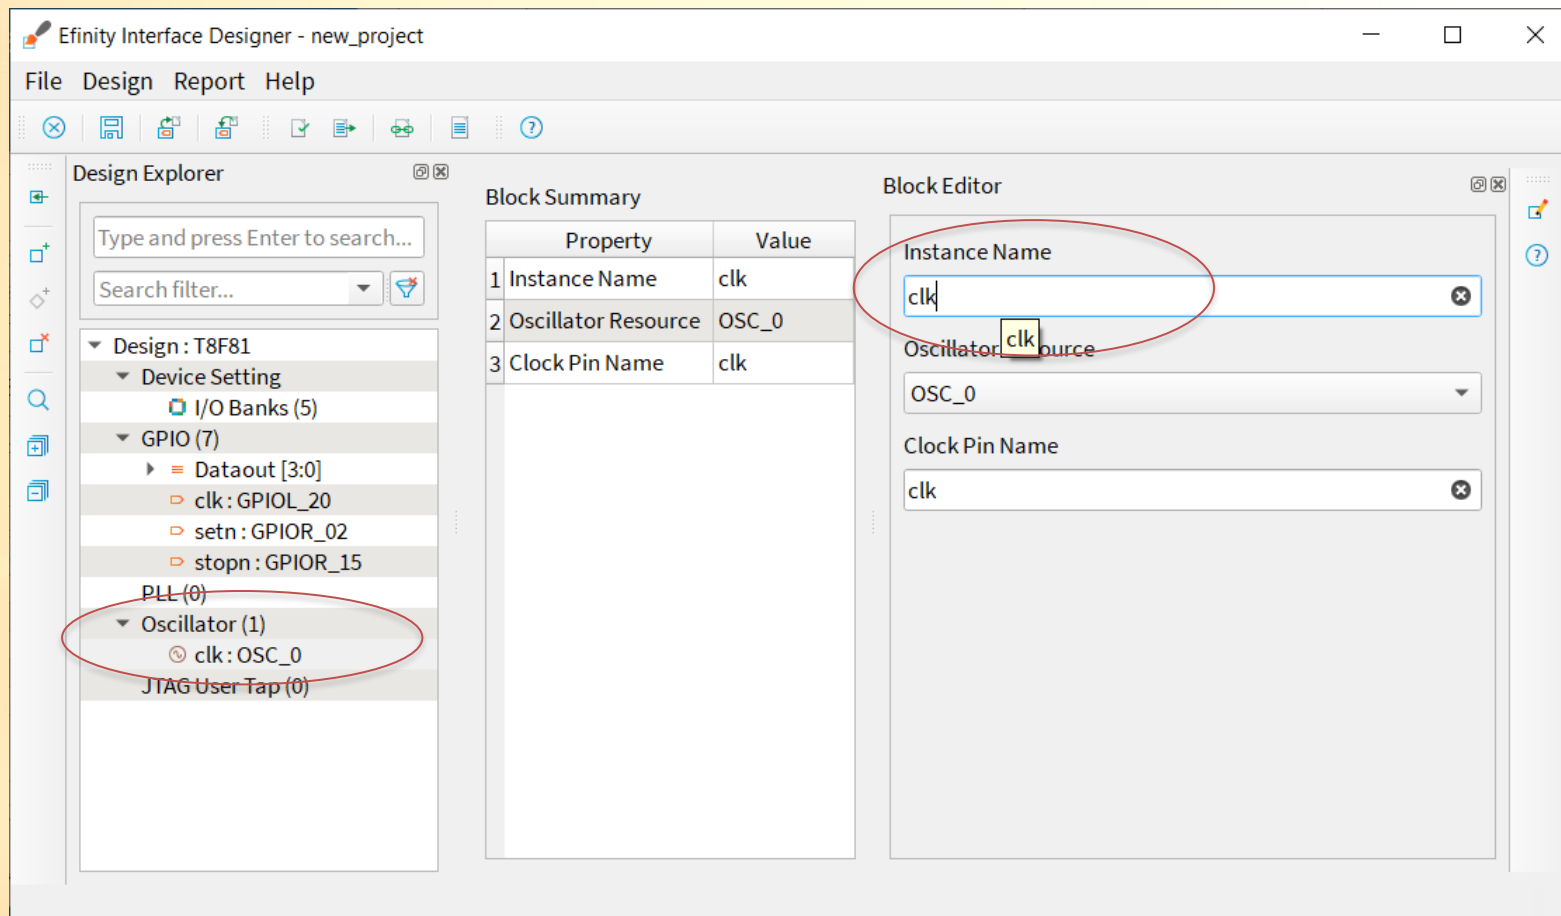 Efinity Interface Designer - new_project
File Design Report Help
Design Explorer
Type and press Enter to search...
Search filter...
Design : T8F81
Device Setting
I/O Banks (5)
GPIO (7)
Dataout [3:0]
clk : GPIOL_20
setn : GPIOR_02
stopn : GPIOR_15
PLL (0)
Oscillator (1)
clk : OSC_0
JTAG User Tap (0)
Block Summary
Property Value
1 Instance Name clk
2 Oscillator Resource OSC_0
3 Clock Pin Name clk
Block Editor
Instance Name
clk
clk
Oscillator ource
OSC_0
Clock Pin Name
clk